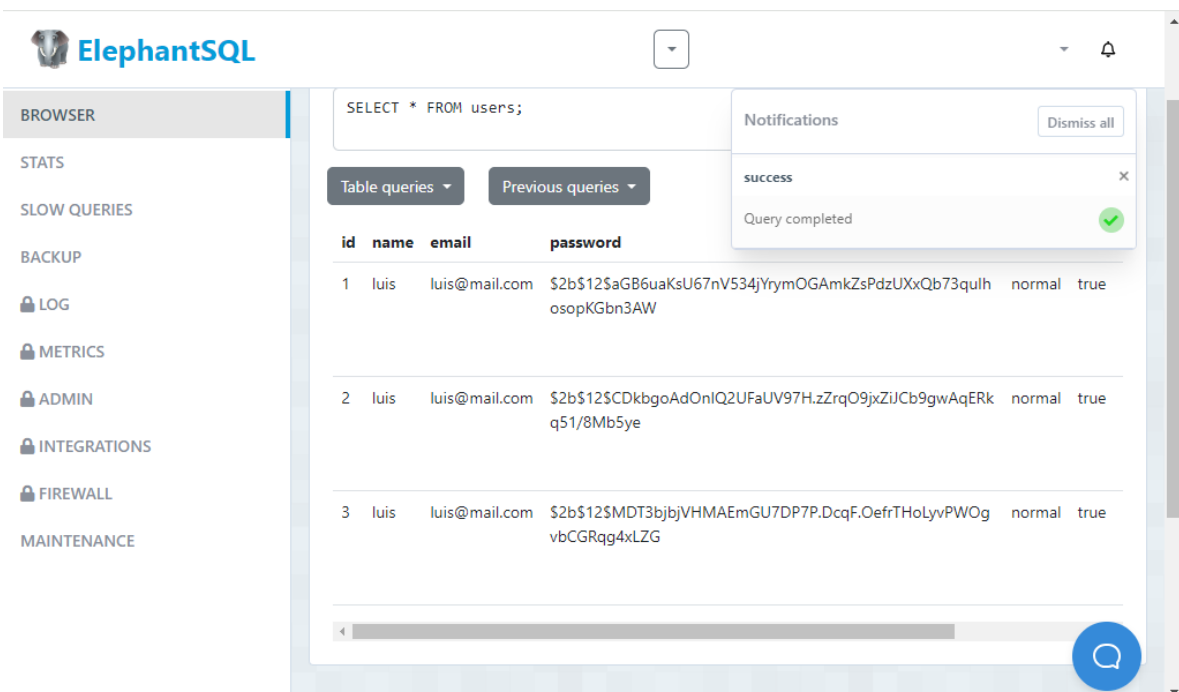 ElephantSQL
BROWSER
STATS
SLOW QUERIES
BACKUP
LOG
METRICS
ADMIN
INTEGRATIONS
FIREWALL
MAINTENANCE
SELECT * FROM users;
Notifications
Dismiss all
success
Query completed
Table queries
Previous queries
id name email password
1 luis luis@mail.com $2b$12$aGB6uaKsU67nV534jYrymOGAmkZsPdzUXxQb73qulh normal true
osopKGbn3AW
2 luis luis@mail.com $2b$12$CDkbgoAdOnIQ2UFaUV97H.zZrqO9jxZiJCb9gwAqERk normal true
q51/8Mb5ye
3 luis luis@mail.com $2b$12$MDT3bjbjVHMAEmGU7DP7P.DcqF.OefrTHoLyvPWOg normal true
vbCGRqg4xLZG